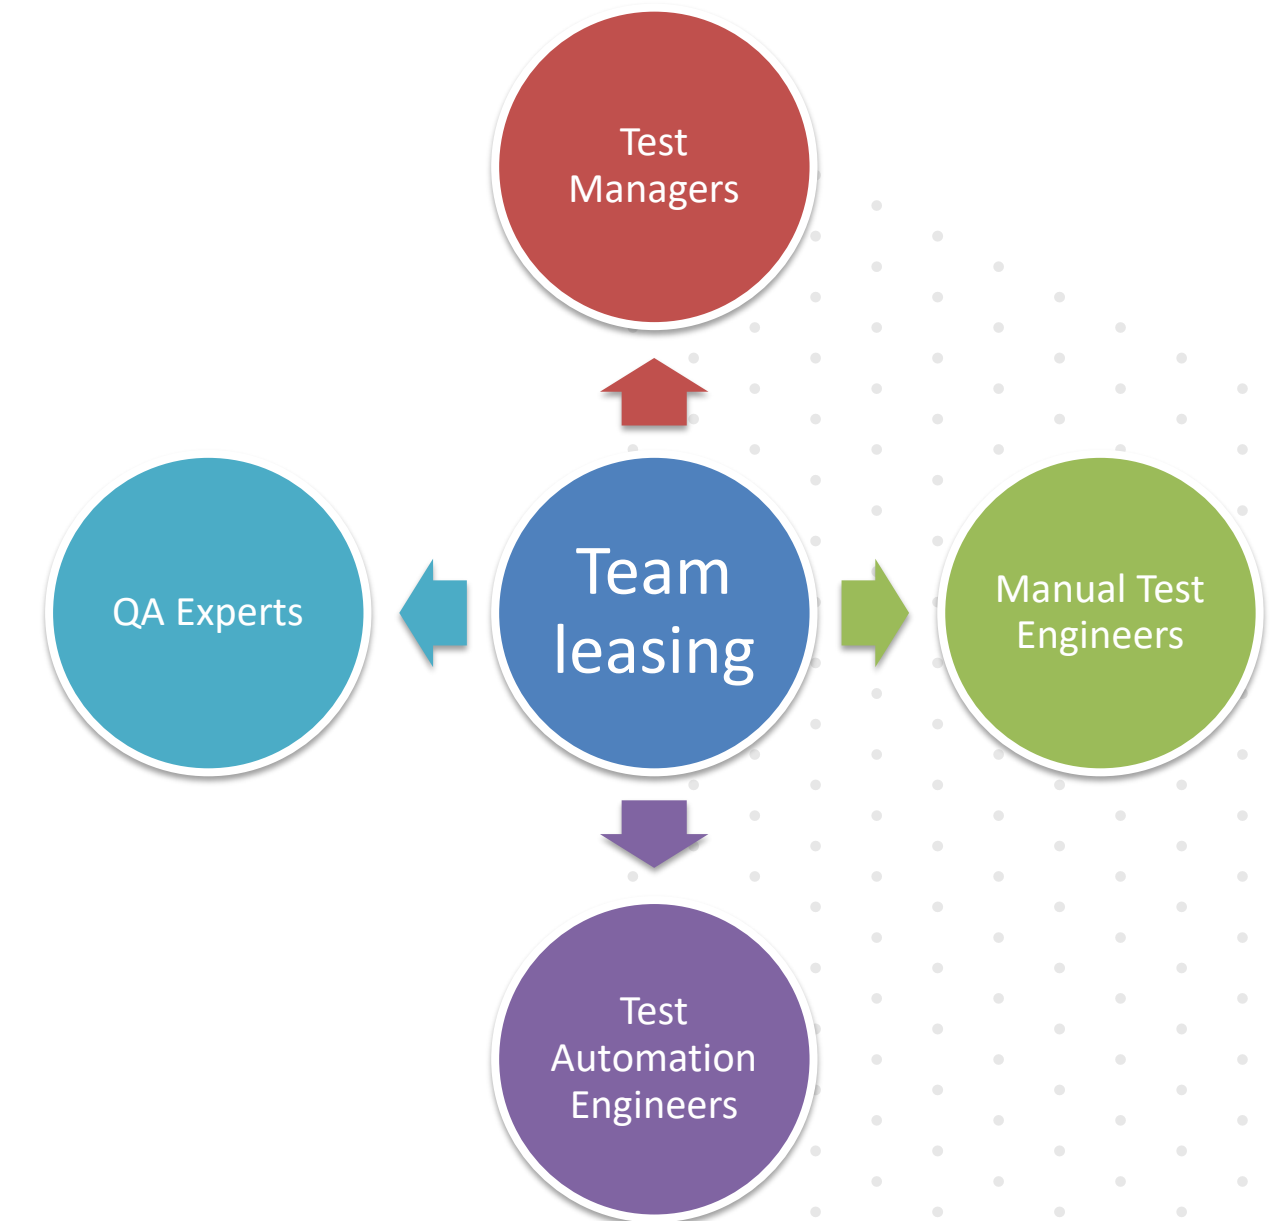 Test
Managers
QA Experts
Team
leasing
Manual Test
Engineers
Test
Automation
Engineers